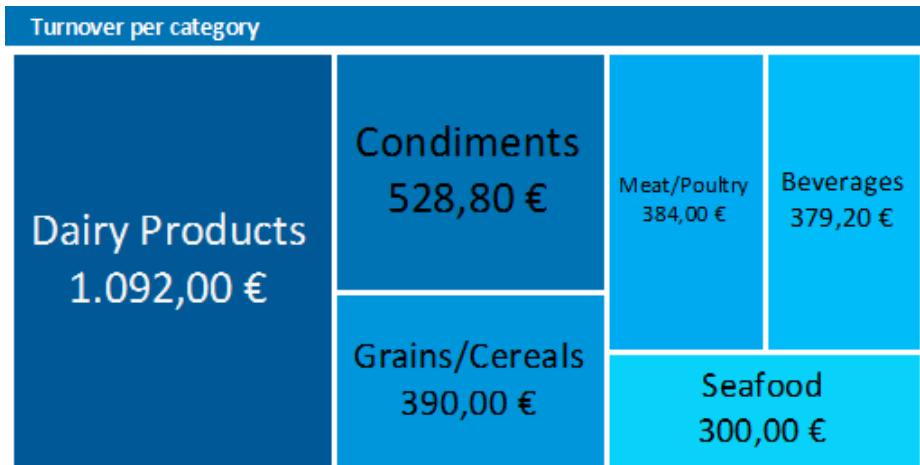 Turnover per category
Dairy Products
1.092,00 €
Condiments
528,80 €
Grains/Cereals
390,00 €
Meat/Poultry
384,00 €
Beverages
379,20 €
Seafood
300,00 €